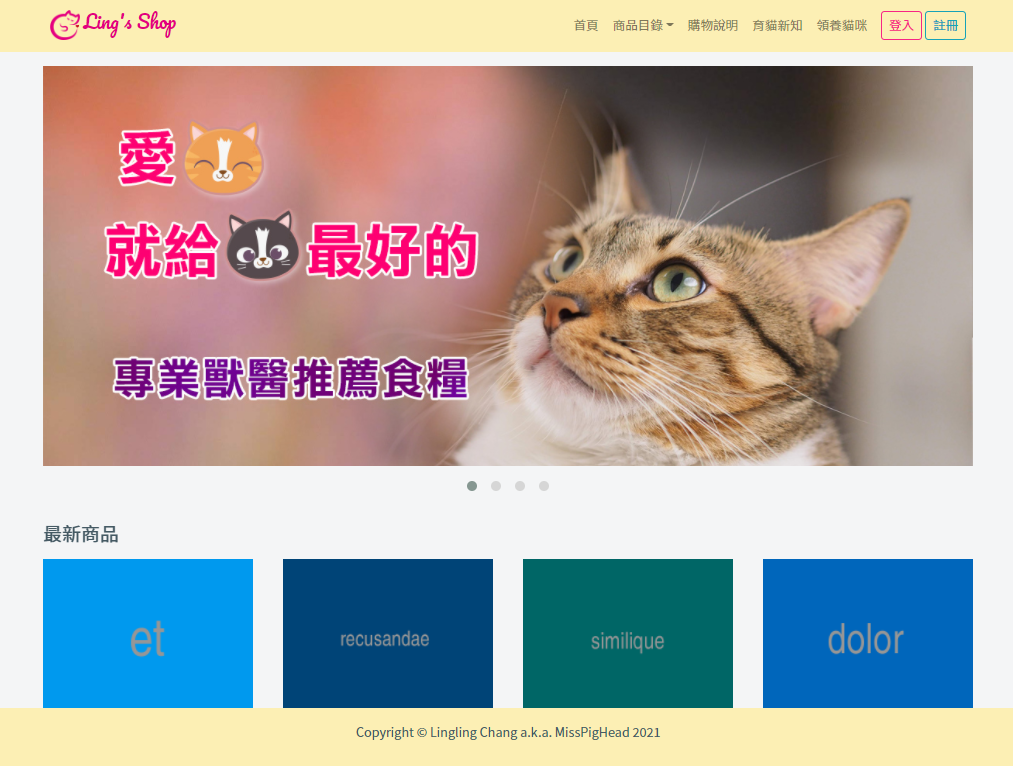 Ling's Shop
首頁 商品目錄 購物說明 育貓新知 領養貓咪 登入 註冊
愛
就給最好的
專業獸醫推薦食糧
最新商品
et recusandae similique dolor
Copyright © Lingling Chang a.k.a. MissPigHead 2021